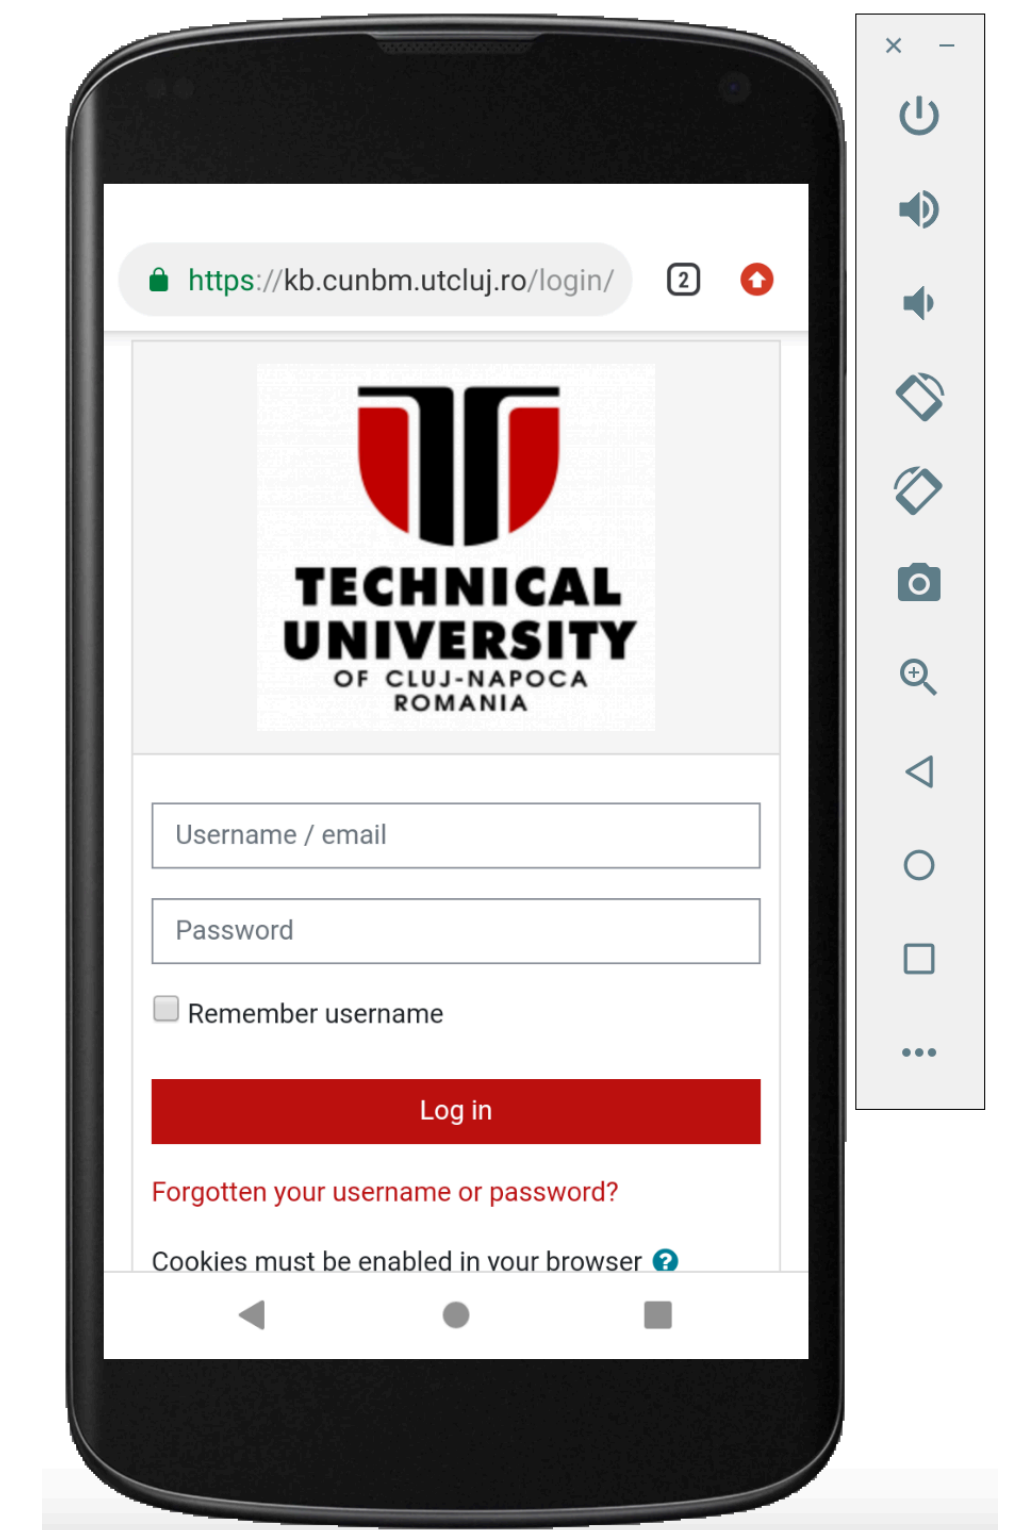 https://kb.cunbm.utcluj.ro/login/
2
TECHNICAL
UNIVERSITY
OF CLUJ-NAPOCA
ROMANIA
Username / email
Password
Remember username
Log in
Forgotten your username or password?
Cookies must be enabled in your browser ?